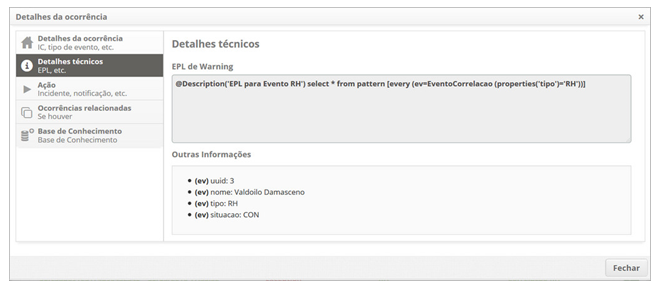 Detalhes da ocorrência
×
Detalhes da ocorrência
IC, tipo de evento, etc.
Detalhes técnicos
EPL, etc.
Ação
Incidente, notificação, etc.
Ocorrências relacionadas
Se houver
Base de Conhecimento
Base de Conhecimento
Detalhes técnicos
EPL de Warning
@Description('EPL para Evento RH') select * from pattern [every (ev=EventoCorrelacao (properties('tipo')='RH'))]
Outras Informações
• (ev) uuid: 3
• (ev) nome: Valdoilo Damasceno
• (ev) tipo: RH
• (ev) situacao: CON
Fechar